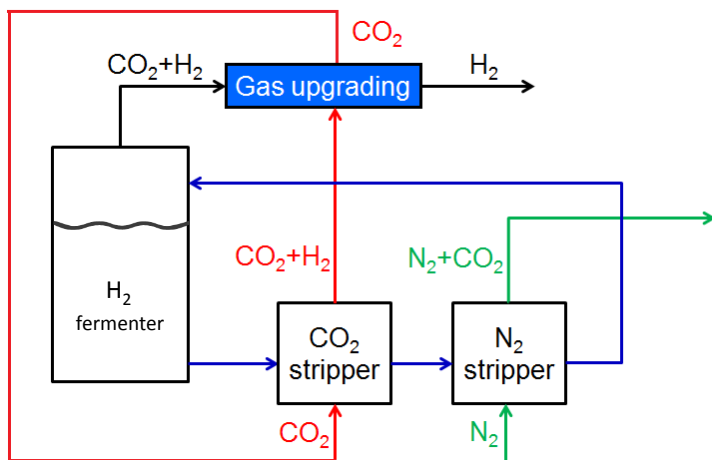 CO₂
CO₂+H₂
Gas upgrading
H₂
CO₂+H₂
N₂+CO₂
H₂
fermenter
CO₂
stripper
N₂
stripper
CO₂
N₂